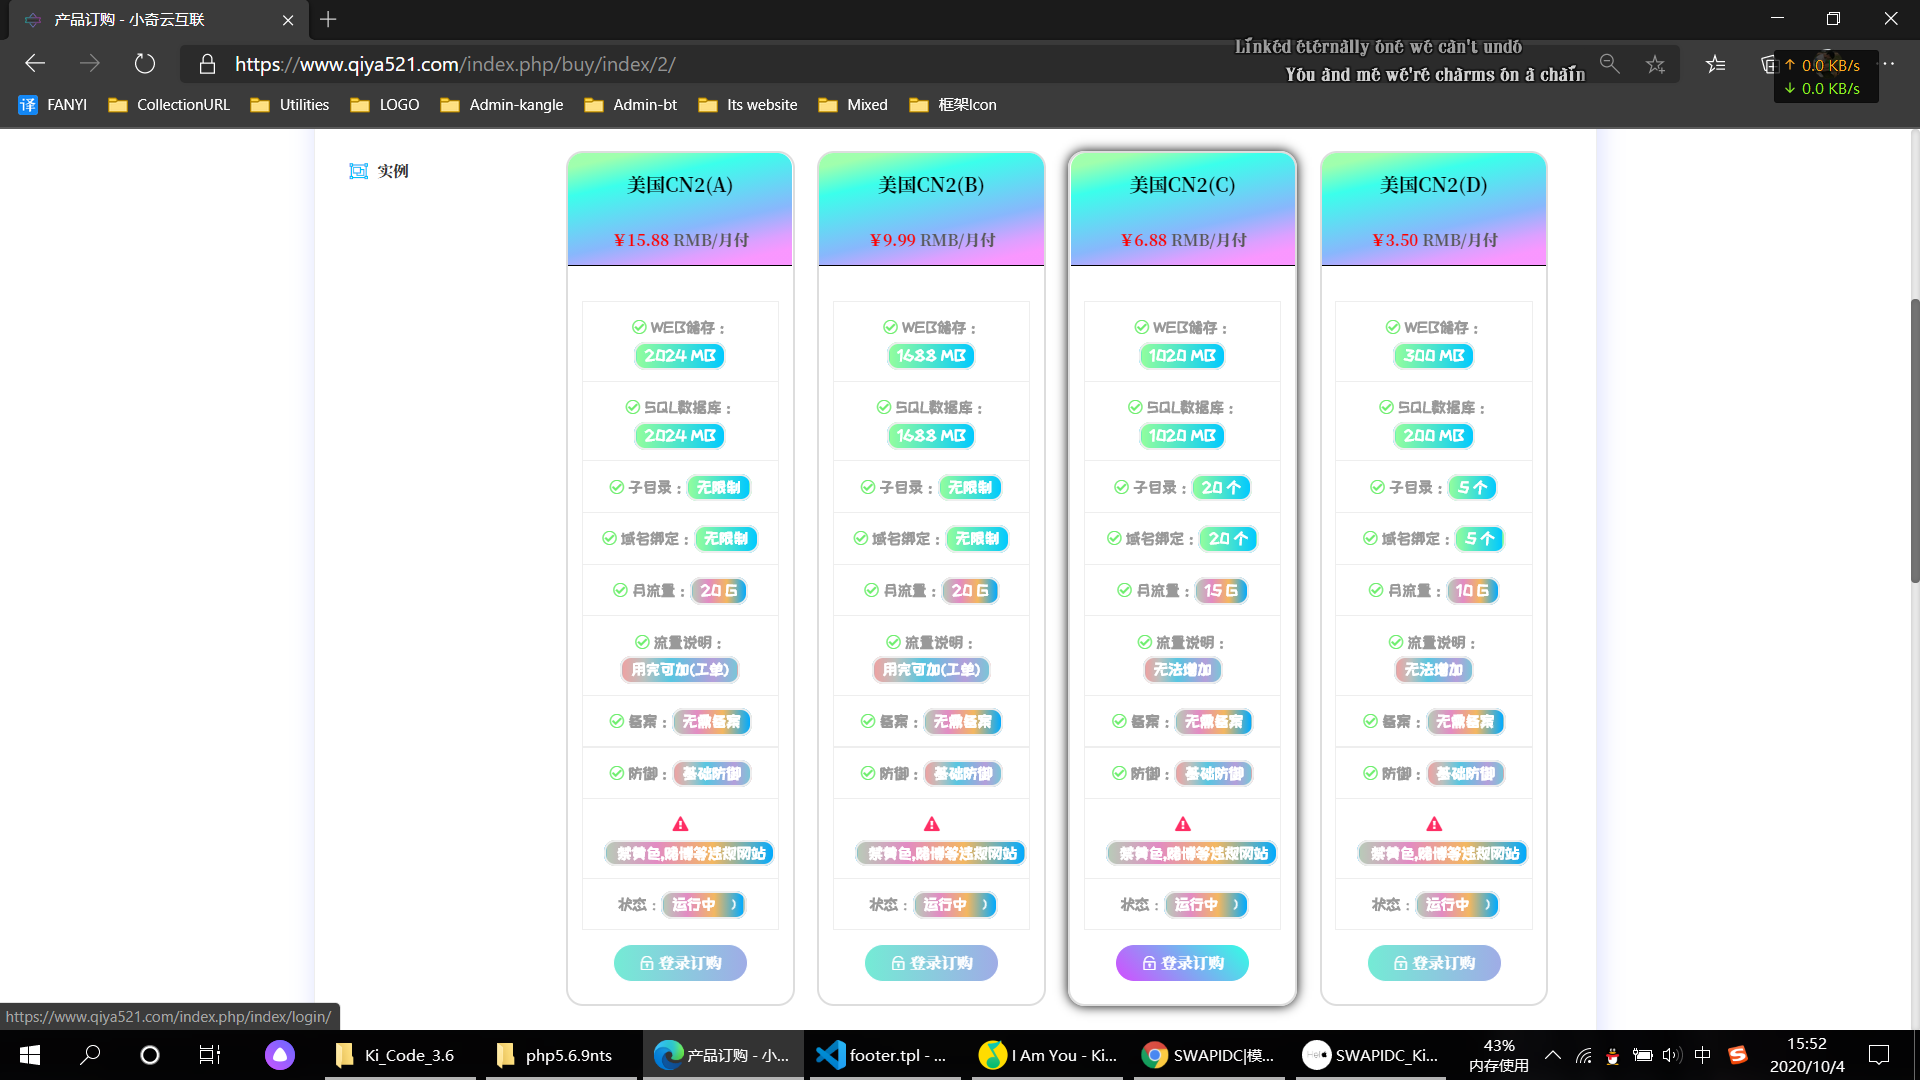 产品订购 - 小奇云互联
https://www.qiya521.com/index.php/buy/index/2/
Linked eternally one we can't undo
You and me we're charms on a chain
↑ 0.0 KB/s
↓ 0.0 KB/s
译 FANYI
CollectionURL
Utilities
LOGO
Admin-kangle
Admin-bt
Its website
Mixed
框架Icon
实例
美国CN2(A)
¥15.88 RMB/月付
WEB储存：
2024 MB
SQL数据库：
2024 MB
子目录：无限制
域名绑定：无限制
月流量：20 G
流量说明：
用完可加(工单)
备案：无需备案
防御：基础防御
禁黄色,赌博等违规网站
状态：运行中
登录订购
美国CN2(B)
¥9.99 RMB/月付
WEB储存：
1688 MB
SQL数据库：
1688 MB
子目录：无限制
域名绑定：无限制
月流量：20 G
流量说明：
用完可加(工单)
备案：无需备案
防御：基础防御
禁黄色,赌博等违规网站
状态：运行中
登录订购
美国CN2(C)
¥6.88 RMB/月付
WEB储存：
1020 MB
SQL数据库：
1020 MB
子目录：20 个
域名绑定：20 个
月流量：15 G
流量说明：
无法增加
备案：无需备案
防御：基础防御
禁黄色,赌博等违规网站
状态：运行中
登录订购
美国CN2(D)
¥3.50 RMB/月付
WEB储存：
300 MB
SQL数据库：
200 MB
子目录：5 个
域名绑定：5 个
月流量：10 G
流量说明：
无法增加
备案：无需备案
防御：基础防御
禁黄色,赌博等违规网站
状态：运行中
登录订购
https://www.qiya521.com/index.php/index/login/
Ki_Code_3.6
php5.6.9nts
产品订购 - 小...
footer.tpl - ...
I Am You - Ki...
SWAPIDC|模...
SWAPIDC_Ki...
43%
内存使用
中
15:52
2020/10/4